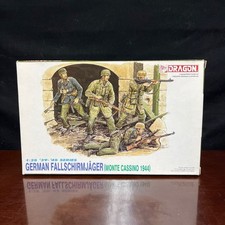 DRAGON
1:35 '39-'45 SERIES
GERMAN FALLSCHIRMJÄGER (MONTE CASSINO 1944)